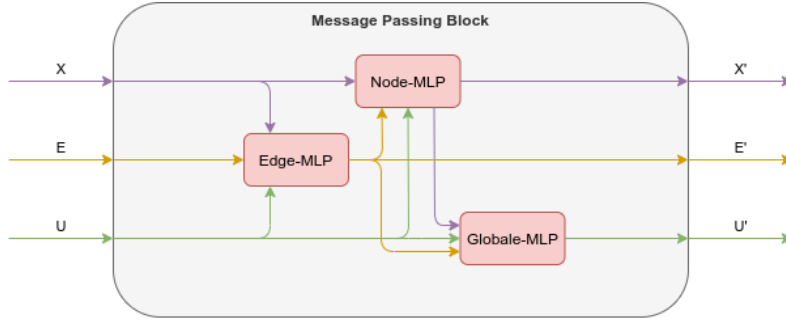 Message Passing Block
X
Node-MLP
X'
E
Edge-MLP
E'
U
Globale-MLP
U'